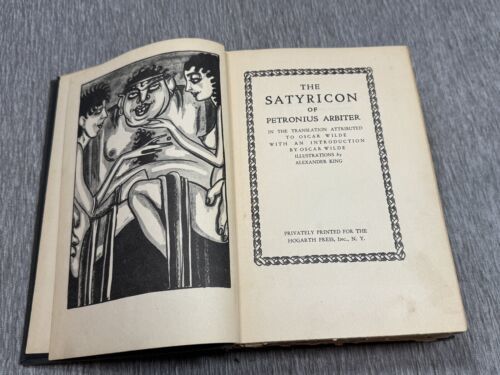 THE
SATYRICON
OF
PETRONIUS ARBITER
IN THE TRANSLATION ATTRIBUTED
TO OSCAR WILDE
WITH AN INTRODUCTION
BY OSCAR WILDE
ILLUSTRATIONS by
ALEXANDER KING
PRIVATELY PRINTED FOR THE
HOGARTH PRESS, Inc., N. Y.